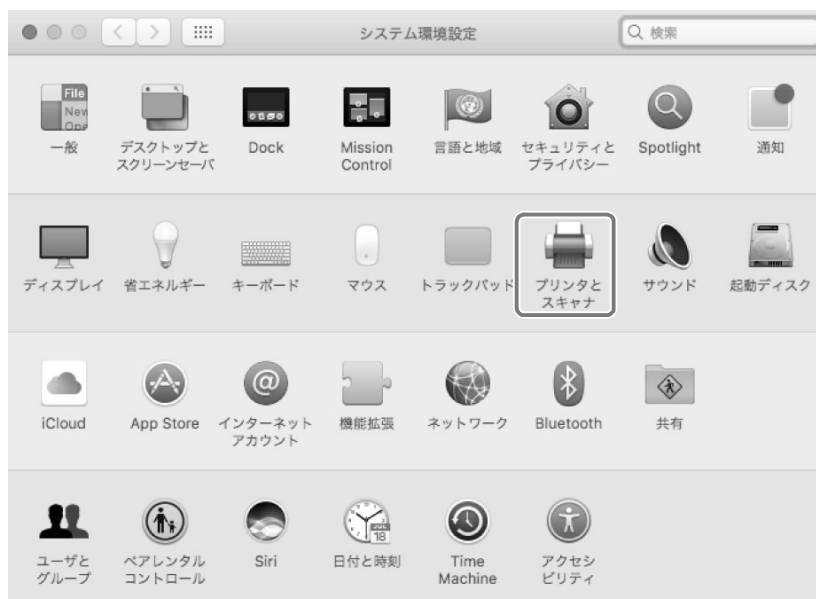 システム環境設定
検索
File
New
Ope
一般
デスクトップと
スクリーンセーバ
Dock
Mission
Control
言語と地域
セキュリティと
プライバシー
Spotlight
通知
ディスプレイ
省エネルギー
キーボード
マウス
トラックパッド
プリンタと
スキャナ
サウンド
起動ディスク
iCloud
App Store
インターネット
アカウント
機能拡張
ネットワーク
Bluetooth
共有
ユーザと
グループ
ペアレンタル
コントロール
Siri
JUL
18
日付と時刻
Time
Machine
アクセシ
ビリティ